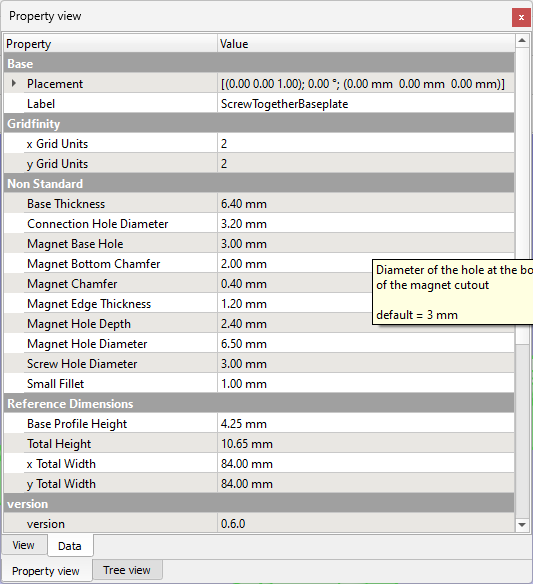 Property view
Property Value
Base
Placement [(0.00 0.00 1.00); 0.00 °; (0.00 mm 0.00 mm 0.00 mm)]
Label ScrewTogetherBaseplate
Gridfinity
x Grid Units 2
y Grid Units 2
Non Standard
Base Thickness 6.40 mm
Connection Hole Diameter 3.20 mm
Magnet Base Hole 3.00 mm
Magnet Bottom Chamfer 2.00 mm
Magnet Chamfer 0.40 mm
Magnet Edge Thickness 1.20 mm
Magnet Hole Depth 2.40 mm
Magnet Hole Diameter 6.50 mm
Screw Hole Diameter 3.00 mm
Small Fillet 1.00 mm
Diameter of the hole at the bo
of the magnet cutout
default = 3 mm
Reference Dimensions
Base Profile Height 4.25 mm
Total Height 10.65 mm
x Total Width 84.00 mm
y Total Width 84.00 mm
version
version 0.6.0
View Data
Property view Tree view